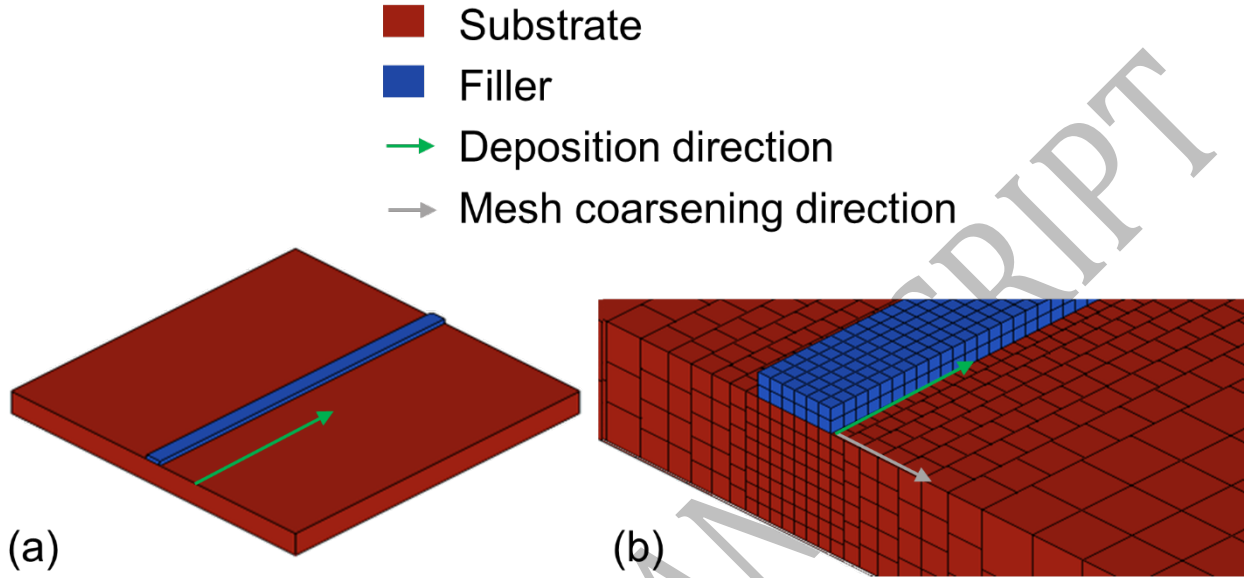 Substrate
Filler
Deposition direction
Mesh coarsening direction
(a)
(b)